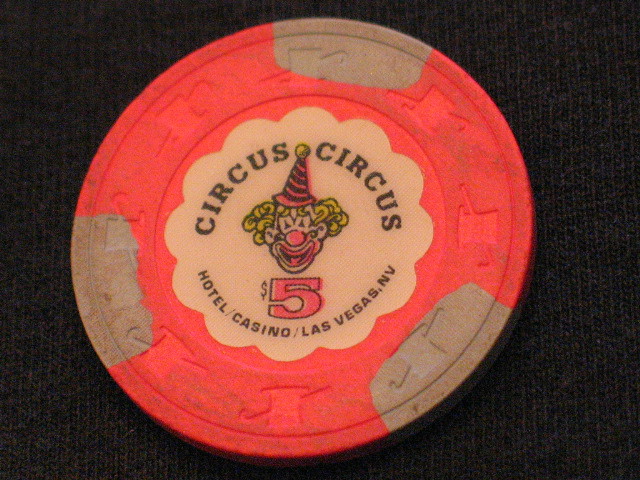 CIRCUS CIRCUS
$5
HOTEL/CASINO/LAS VEGAS,NV